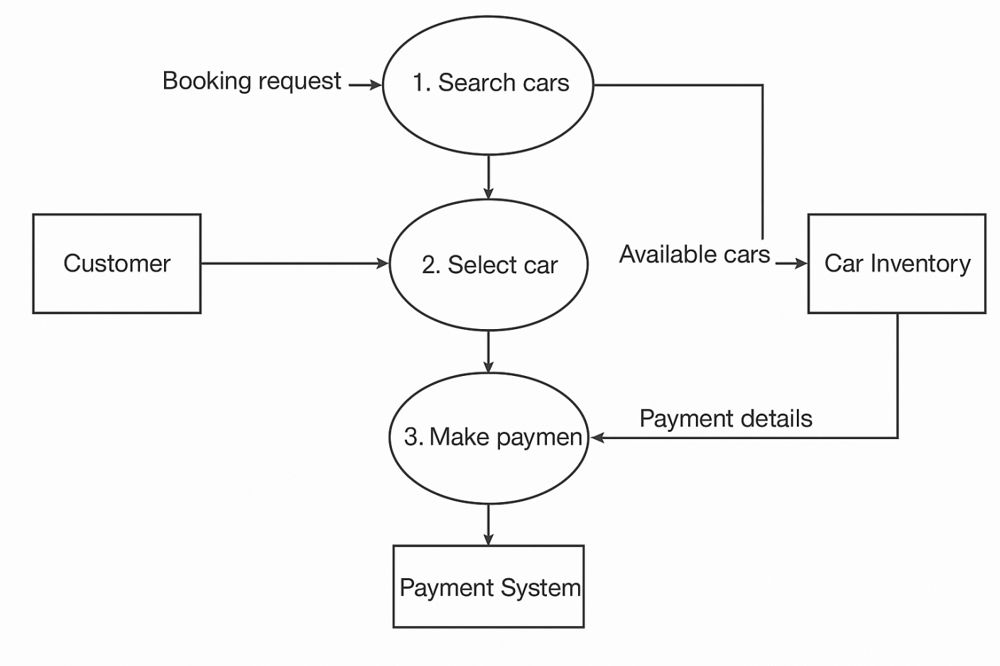 Booking request
1. Search cars
Customer
2. Select car
Available cars
Car Inventory
Payment details
3. Make paymen
Payment System